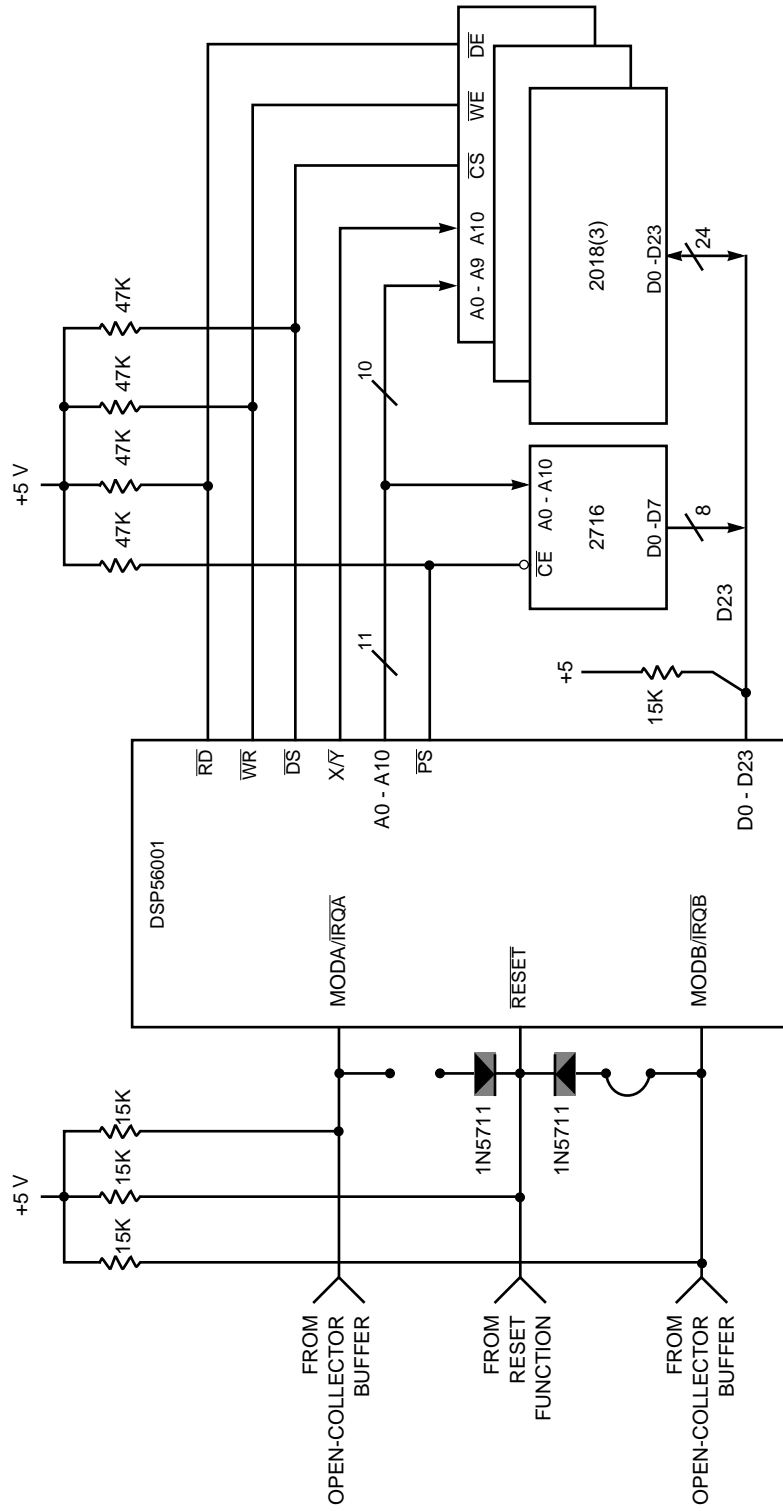 +5 V
15K
15K
15K
FROM
OPEN-COLLECTOR
BUFFER
FROM
RESET
FUNCTION
FROM
OPEN-COLLECTOR
BUFFER
1N5711
1N5711
DSP56001
MODA/IRQA
RESET
MODB/IRQB
RD
WR
DS
X/Y
A0 - A10
PS
D0 - D23
+5 V
47K
47K
47K
47K
11
10
+5
15K
D23
CE
A0 - A10
2716
D0 -D7
8
A0 - A9
A10
CS
WE
DE
2018(3)
D0 -D23
24